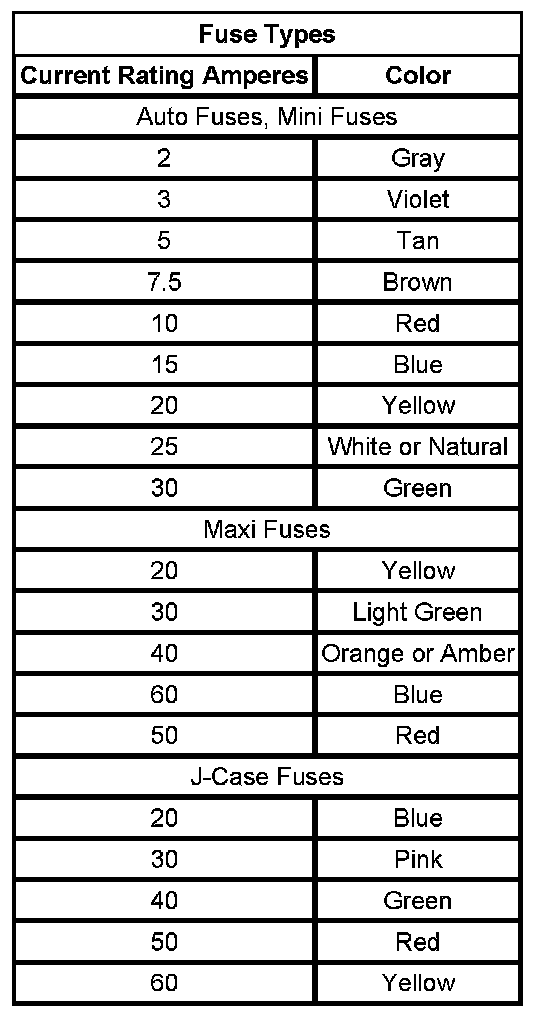 Fuse Types
Current Rating Amperes Color
Auto Fuses, Mini Fuses
2 Gray
3 Violet
5 Tan
7.5 Brown
10 Red
15 Blue
20 Yellow
25 White or Natural
30 Green
Maxi Fuses
20 Yellow
30 Light Green
40 Orange or Amber
60 Blue
50 Red
J-Case Fuses
20 Blue
30 Pink
40 Green
50 Red
60 Yellow